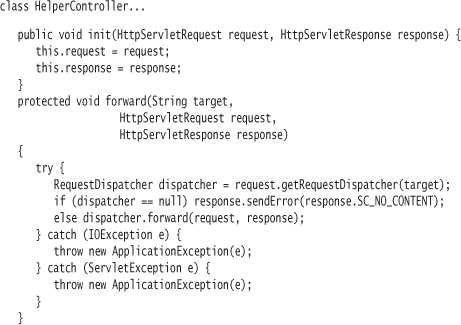 class HelperController...
public void init(HttpServletRequest request, HttpServletResponse response) {
this.request = request;
this.response = response;
}
protected void forward(String target,
HttpServletRequest request,
HttpServletResponse response)
{
try {
RequestDispatcher dispatcher = request.getRequestDispatcher(target);
if (dispatcher == null) response.sendError(response.SC_NO_CONTENT);
else dispatcher.forward(request, response);
} catch (IOException e) {
throw new ApplicationException(e);
} catch (ServletException e) {
throw new ApplicationException(e);
}
}